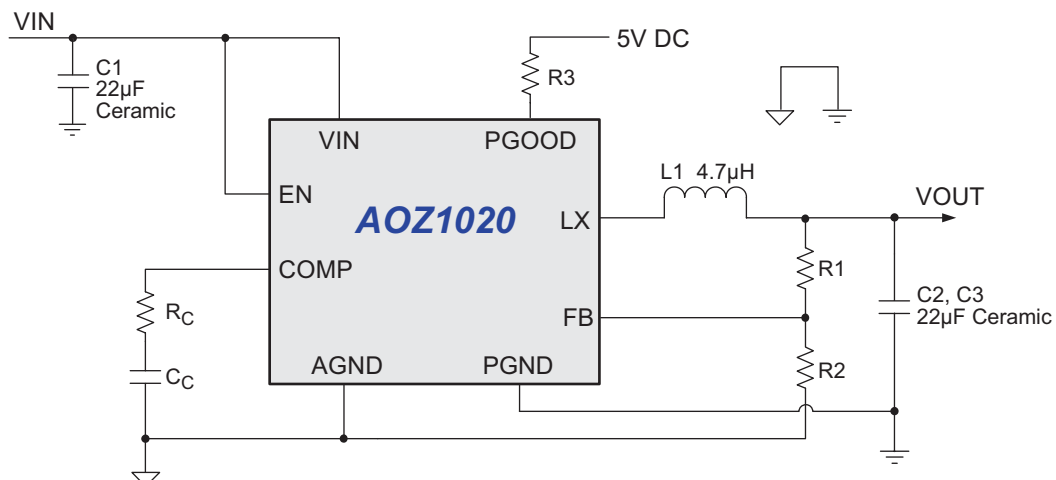 VIN
C1
22µF
Ceramic
5V DC
R3
VIN
PGOOD
EN
AOZ1020
LX
L1 4.7µH
VOUT
COMP
R1
RC
FB
C2, C3
22µF Ceramic
CC
AGND
PGND
R2